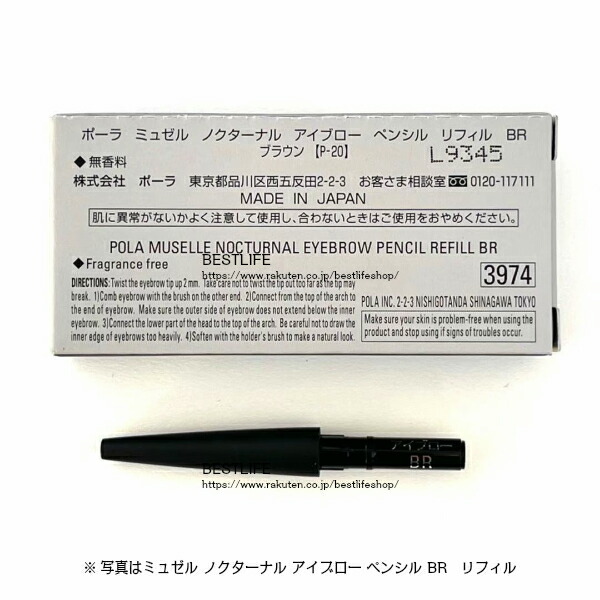 ポーラ ミュゼル ノクターナル アイブロー ペンシル リフィル BR
ブラウン【P-20】
L9345
◆無香料
株式会社 ポーラ 東京都品川区西五反田2-2-3 お客さま相談室 0120-117111
MADE IN JAPAN
肌に異常がないかよく注意して使用し、合わないときはご使用をおやめください。
POLA MUSELLE NOCTURNAL EYEBROW PENCIL REFILL BR
BESTLIFE
◆Fragrance free
https://www.rakuten.co.jp/bestlifeshop/
3974
DIRECTIONS: Twist the eyebrow tip up 2 mm. Take care not to twist the tip out too far as the tip may
break. 1)Comb eyebrow with the brush on the other end. 2)Connect from the top of the arch to
the end of eyebrow. Make sure the outer side of eyebrow does not extend below the inner
eyebrow. 3)Connect the lower part of the head to the top of the arch. Be careful not to draw the
inner edge of eyebrows too heavily. 4)Soften with the holder's brush to make a natural look.
POLA INC. 2-2-3 NISHIGOTANDA SHINAGAWA TOKYO
Make sure your skin is problem-free when using the
product and stop using if signs of troubles occur.
アイブロー
BR
BESTLIFE
https://www.rakuten.co.jp/bestlifeshop/
※ 写真はミュゼル ノクターナル アイブロー ペンシル BR リフィル